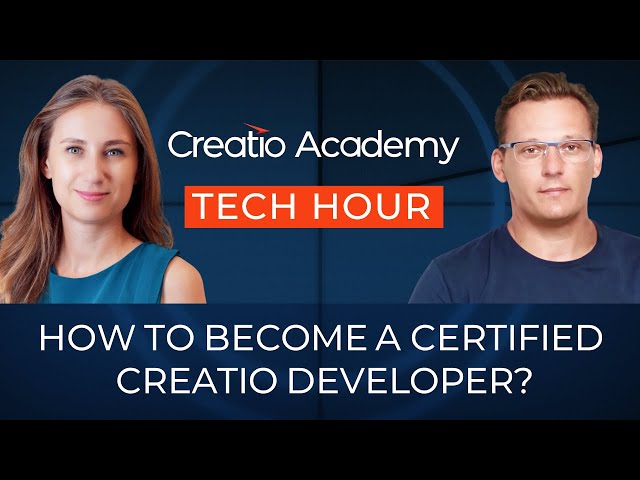 Creatio Academy
TECH HOUR
HOW TO BECOME A CERTIFIED
CREATIO DEVELOPER?